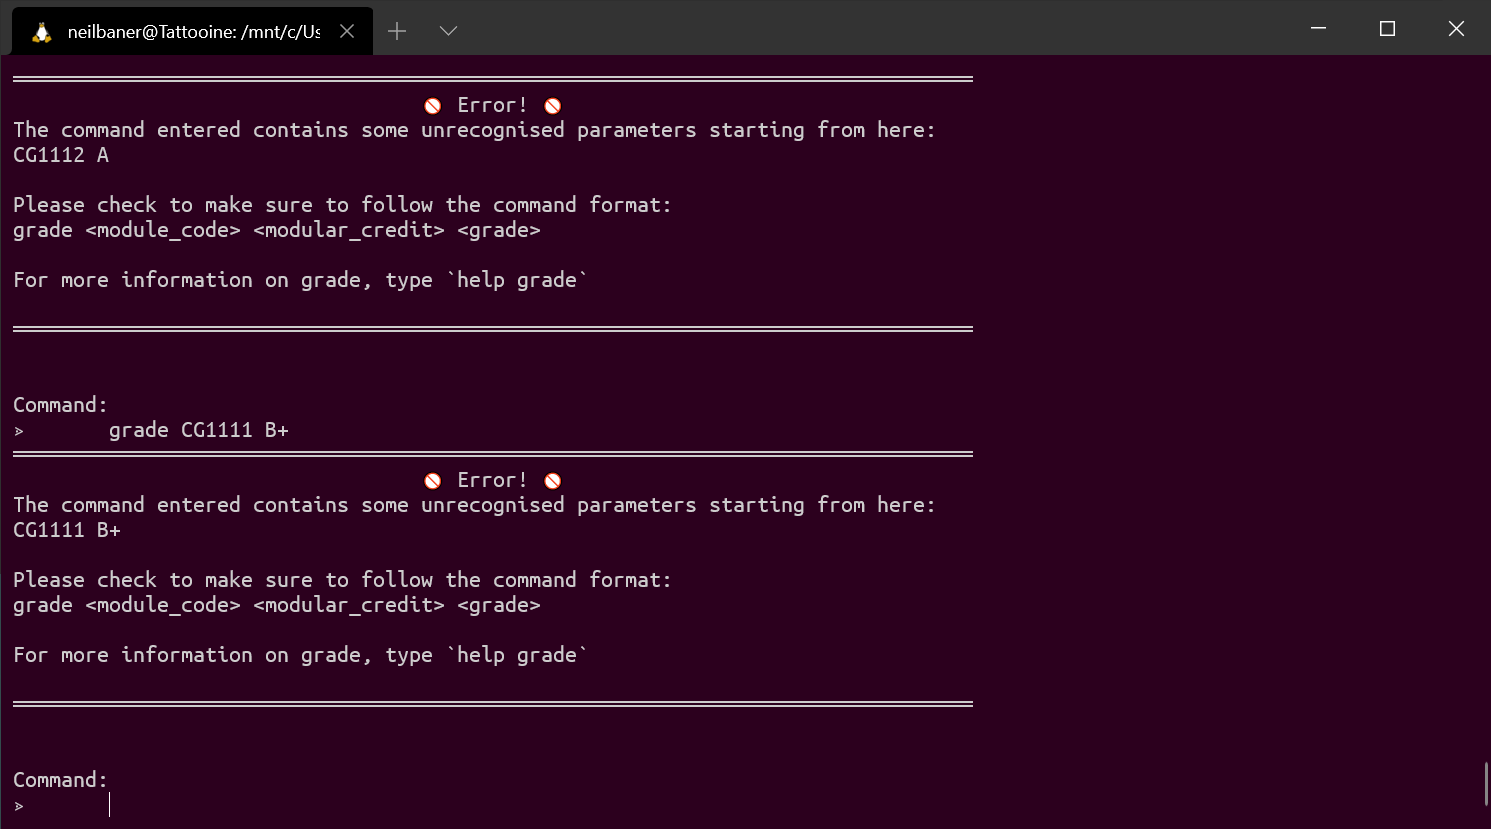 neilbaner@Tattooine: /mnt/c/Us
Error!
The command entered contains some unrecognised parameters starting from here:
CG1112 A
Please check to make sure to follow the command format:
grade <module_code> <modular_credit> <grade>
For more information on grade, type `help grade`
Command:
> grade CG1111 B+
Error!
The command entered contains some unrecognised parameters starting from here:
CG1111 B+
Please check to make sure to follow the command format:
grade <module_code> <modular_credit> <grade>
For more information on grade, type `help grade`
Command:
>